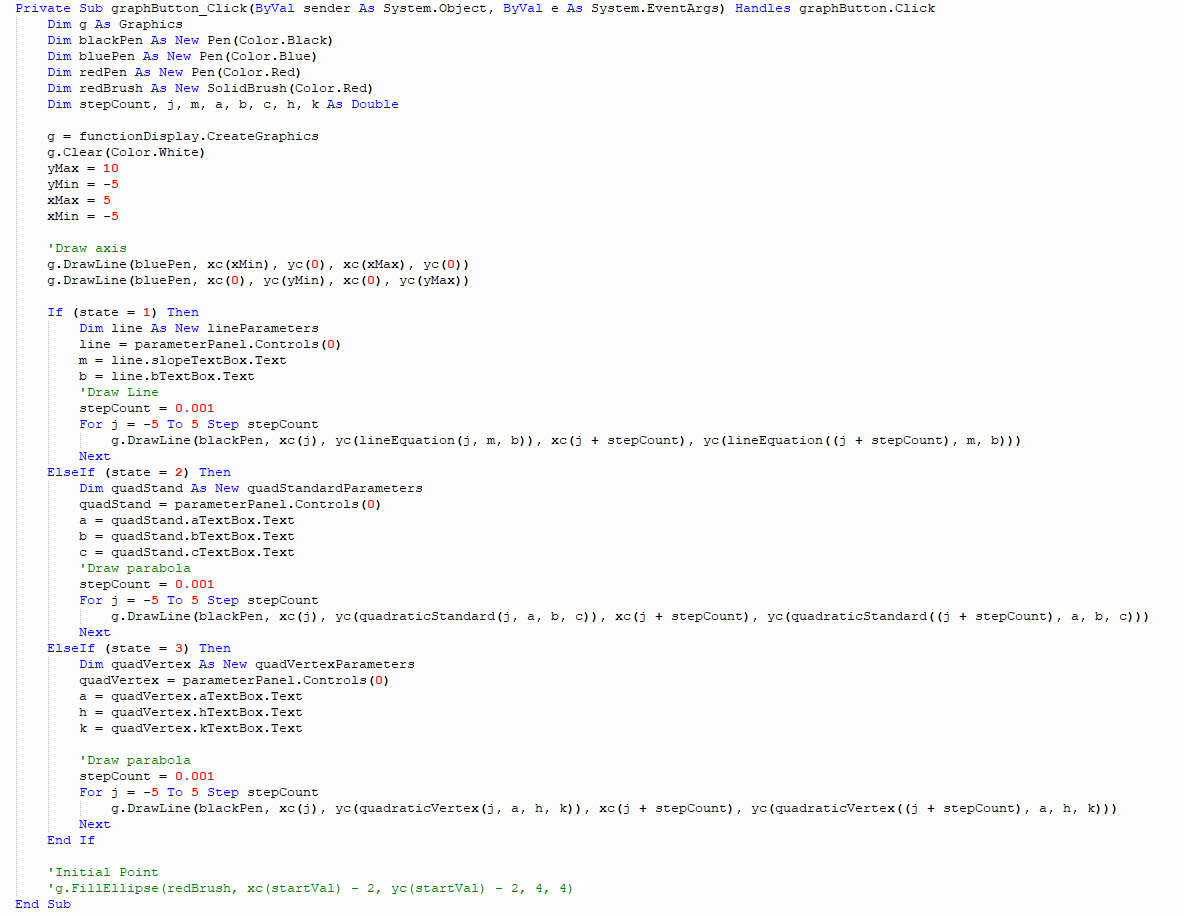 Private Sub graphButton_Click(ByVal sender As System.Object, ByVal e As System.EventArgs) Handles graphButton.Click
    Dim g As Graphics
    Dim blackPen As New Pen(Color.Black)
    Dim bluePen As New Pen(Color.Blue)
    Dim redPen As New Pen(Color.Red)
    Dim redBrush As New SolidBrush(Color.Red)
    Dim stepCount, j, m, a, b, c, h, k As Double

    g = functionDisplay.CreateGraphics
    g.Clear(Color.White)
    yMax = 10
    yMin = -5
    xMax = 5
    xMin = -5

    'Draw axis
    g.DrawLine(bluePen, xc(xMin), yc(0), xc(xMax), yc(0))
    g.DrawLine(bluePen, xc(0), yc(yMin), xc(0), yc(yMax))

    If (state = 1) Then
        Dim line As New lineParameters
        line = parameterPanel.Controls(0)
        m = line.slopeTextBox.Text
        b = line.bTextBox.Text
        'Draw Line
        stepCount = 0.001
        For j = -5 To 5 Step stepCount
            g.DrawLine(blackPen, xc(j), yc(lineEquation(j, m, b)), xc(j + stepCount), yc(lineEquation((j + stepCount), m, b)))
        Next
    ElseIf (state = 2) Then
        Dim quadStand As New quadStandardParameters
        quadStand = parameterPanel.Controls(0)
        a = quadStand.aTextBox.Text
        b = quadStand.bTextBox.Text
        c = quadStand.cTextBox.Text
        'Draw parabola
        stepCount = 0.001
        For j = -5 To 5 Step stepCount
            g.DrawLine(blackPen, xc(j), yc(quadraticStandard(j, a, b, c)), xc(j + stepCount), yc(quadraticStandard((j + stepCount), a, b, c)))
        Next
    ElseIf (state = 3) Then
        Dim quadVertex As New quadVertexParameters
        quadVertex = parameterPanel.Controls(0)
        a = quadVertex.aTextBox.Text
        h = quadVertex.hTextBox.Text
        k = quadVertex.kTextBox.Text

        'Draw parabola
        stepCount = 0.001
        For j = -5 To 5 Step stepCount
            g.DrawLine(blackPen, xc(j), yc(quadraticVertex(j, a, h, k)), xc(j + stepCount), yc(quadraticVertex((j + stepCount), a, h, k)))
        Next
    End If

    'Initial Point
    'g.FillEllipse(redBrush, xc(startVal) - 2, yc(startVal) - 2, 4, 4)
End Sub